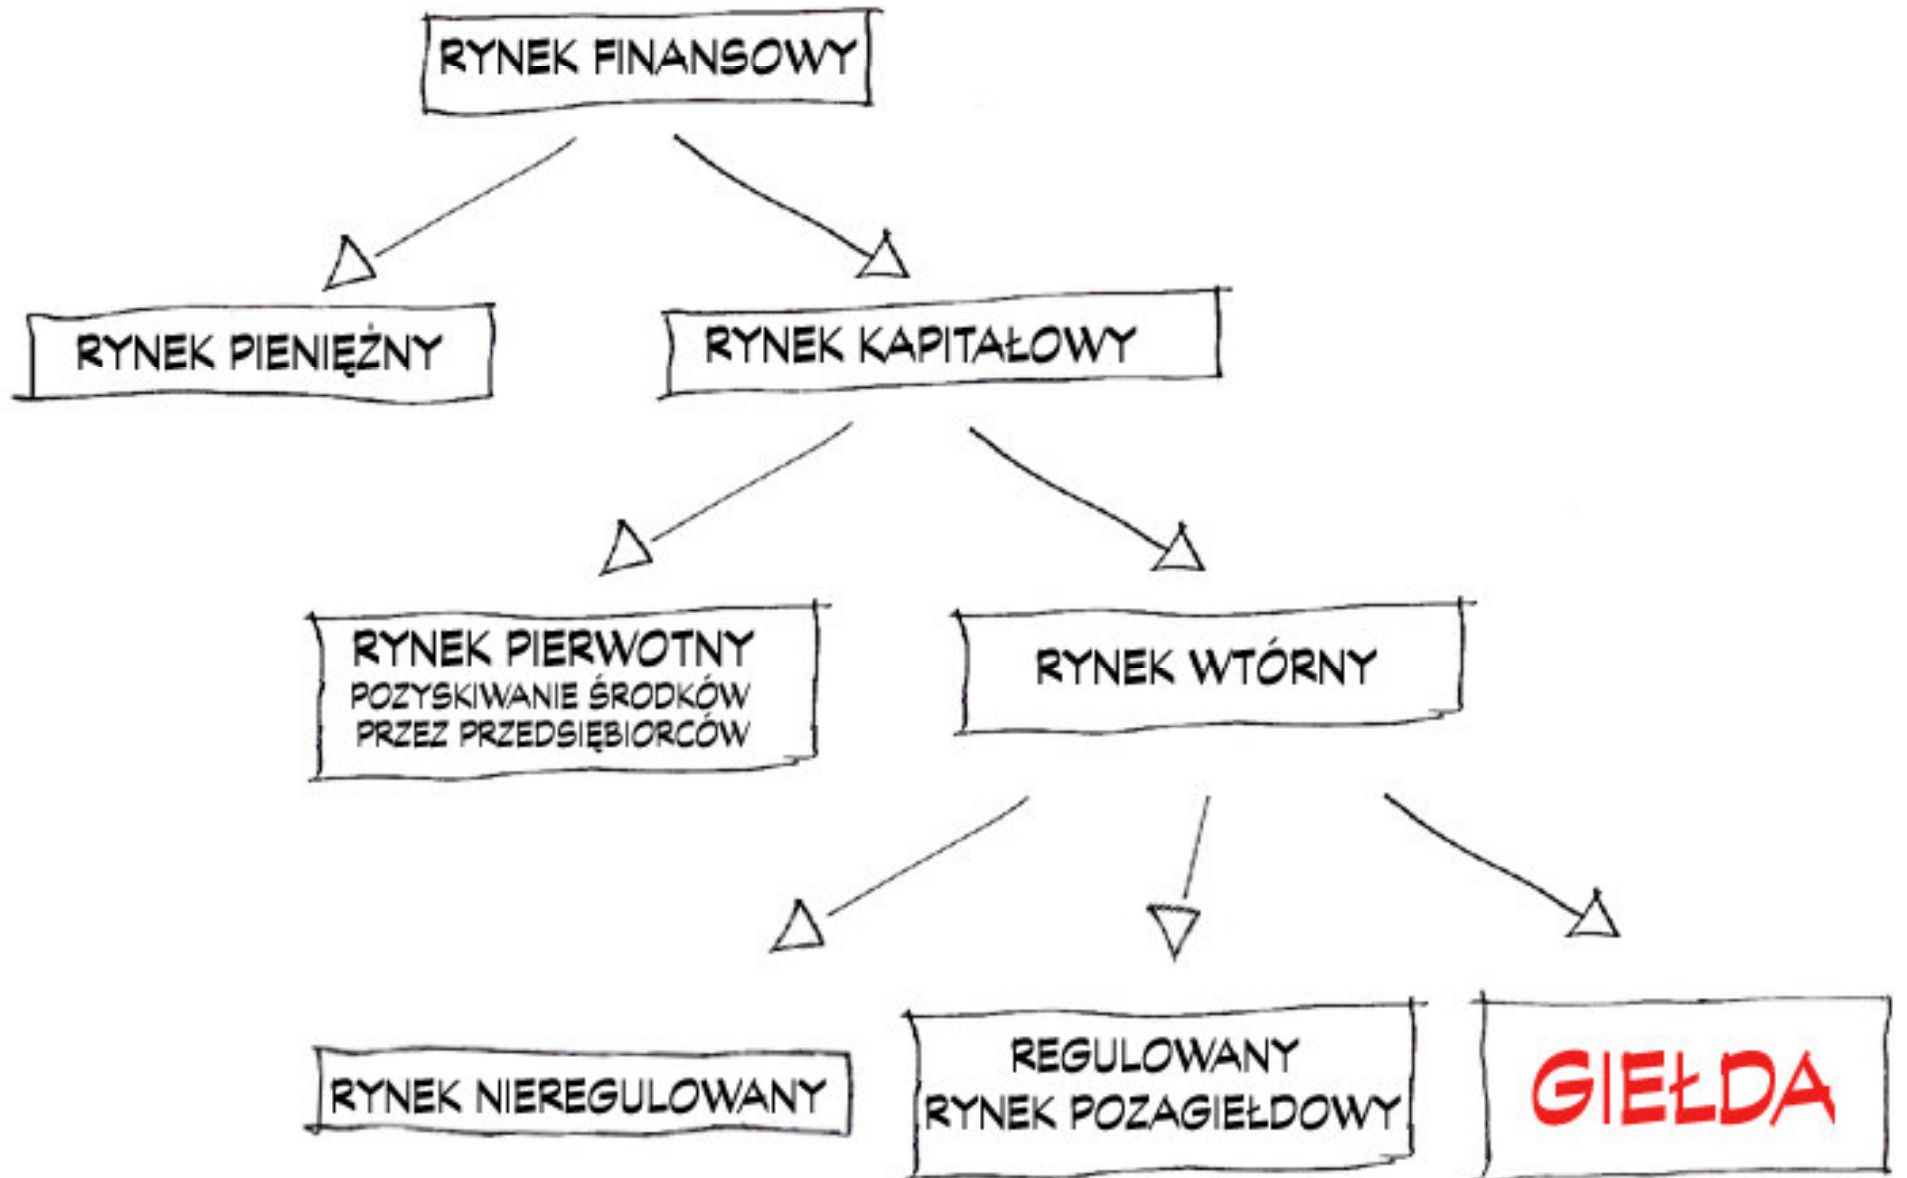 RYNEK FINANSOWY
RYNEK PIENIĘŻNY
RYNEK KAPITAŁOWY
RYNEK PIERWOTNY
POZYSKIWANIE ŚRODKÓW
PRZEZ PRZEDSIĘBIORCÓW
RYNEK WTÓRNY
RYNEK NIEREGULOWANY
REGULOWANY
RYNEK POZAGIEŁDOWY
GIEŁDA